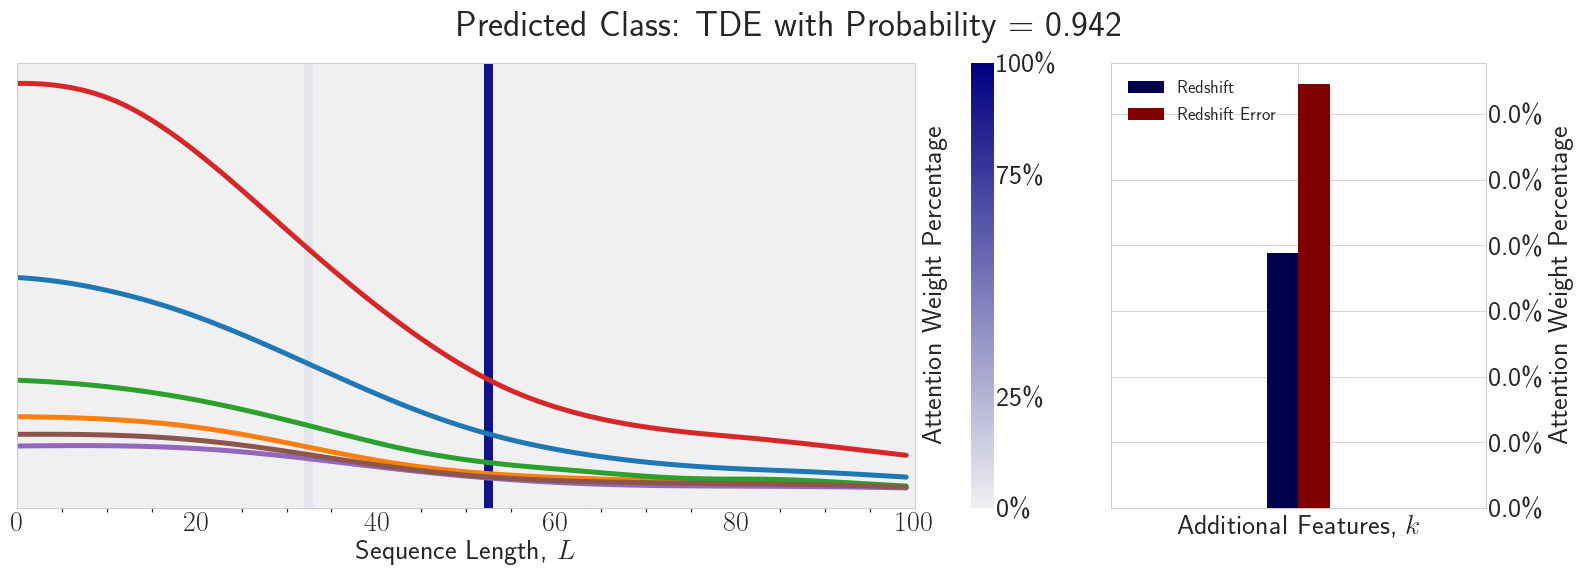 Predicted Class: TDE with Probability = 0.942
0 20 40 60 80 100
Sequence Length, L
100%
75%
25%
0%
Attention Weight Percentage
Redshift
Redshift Error
0.0%
0.0%
0.0%
0.0%
0.0%
0.0%
0.0%
Attention Weight Percentage
Additional Features, k